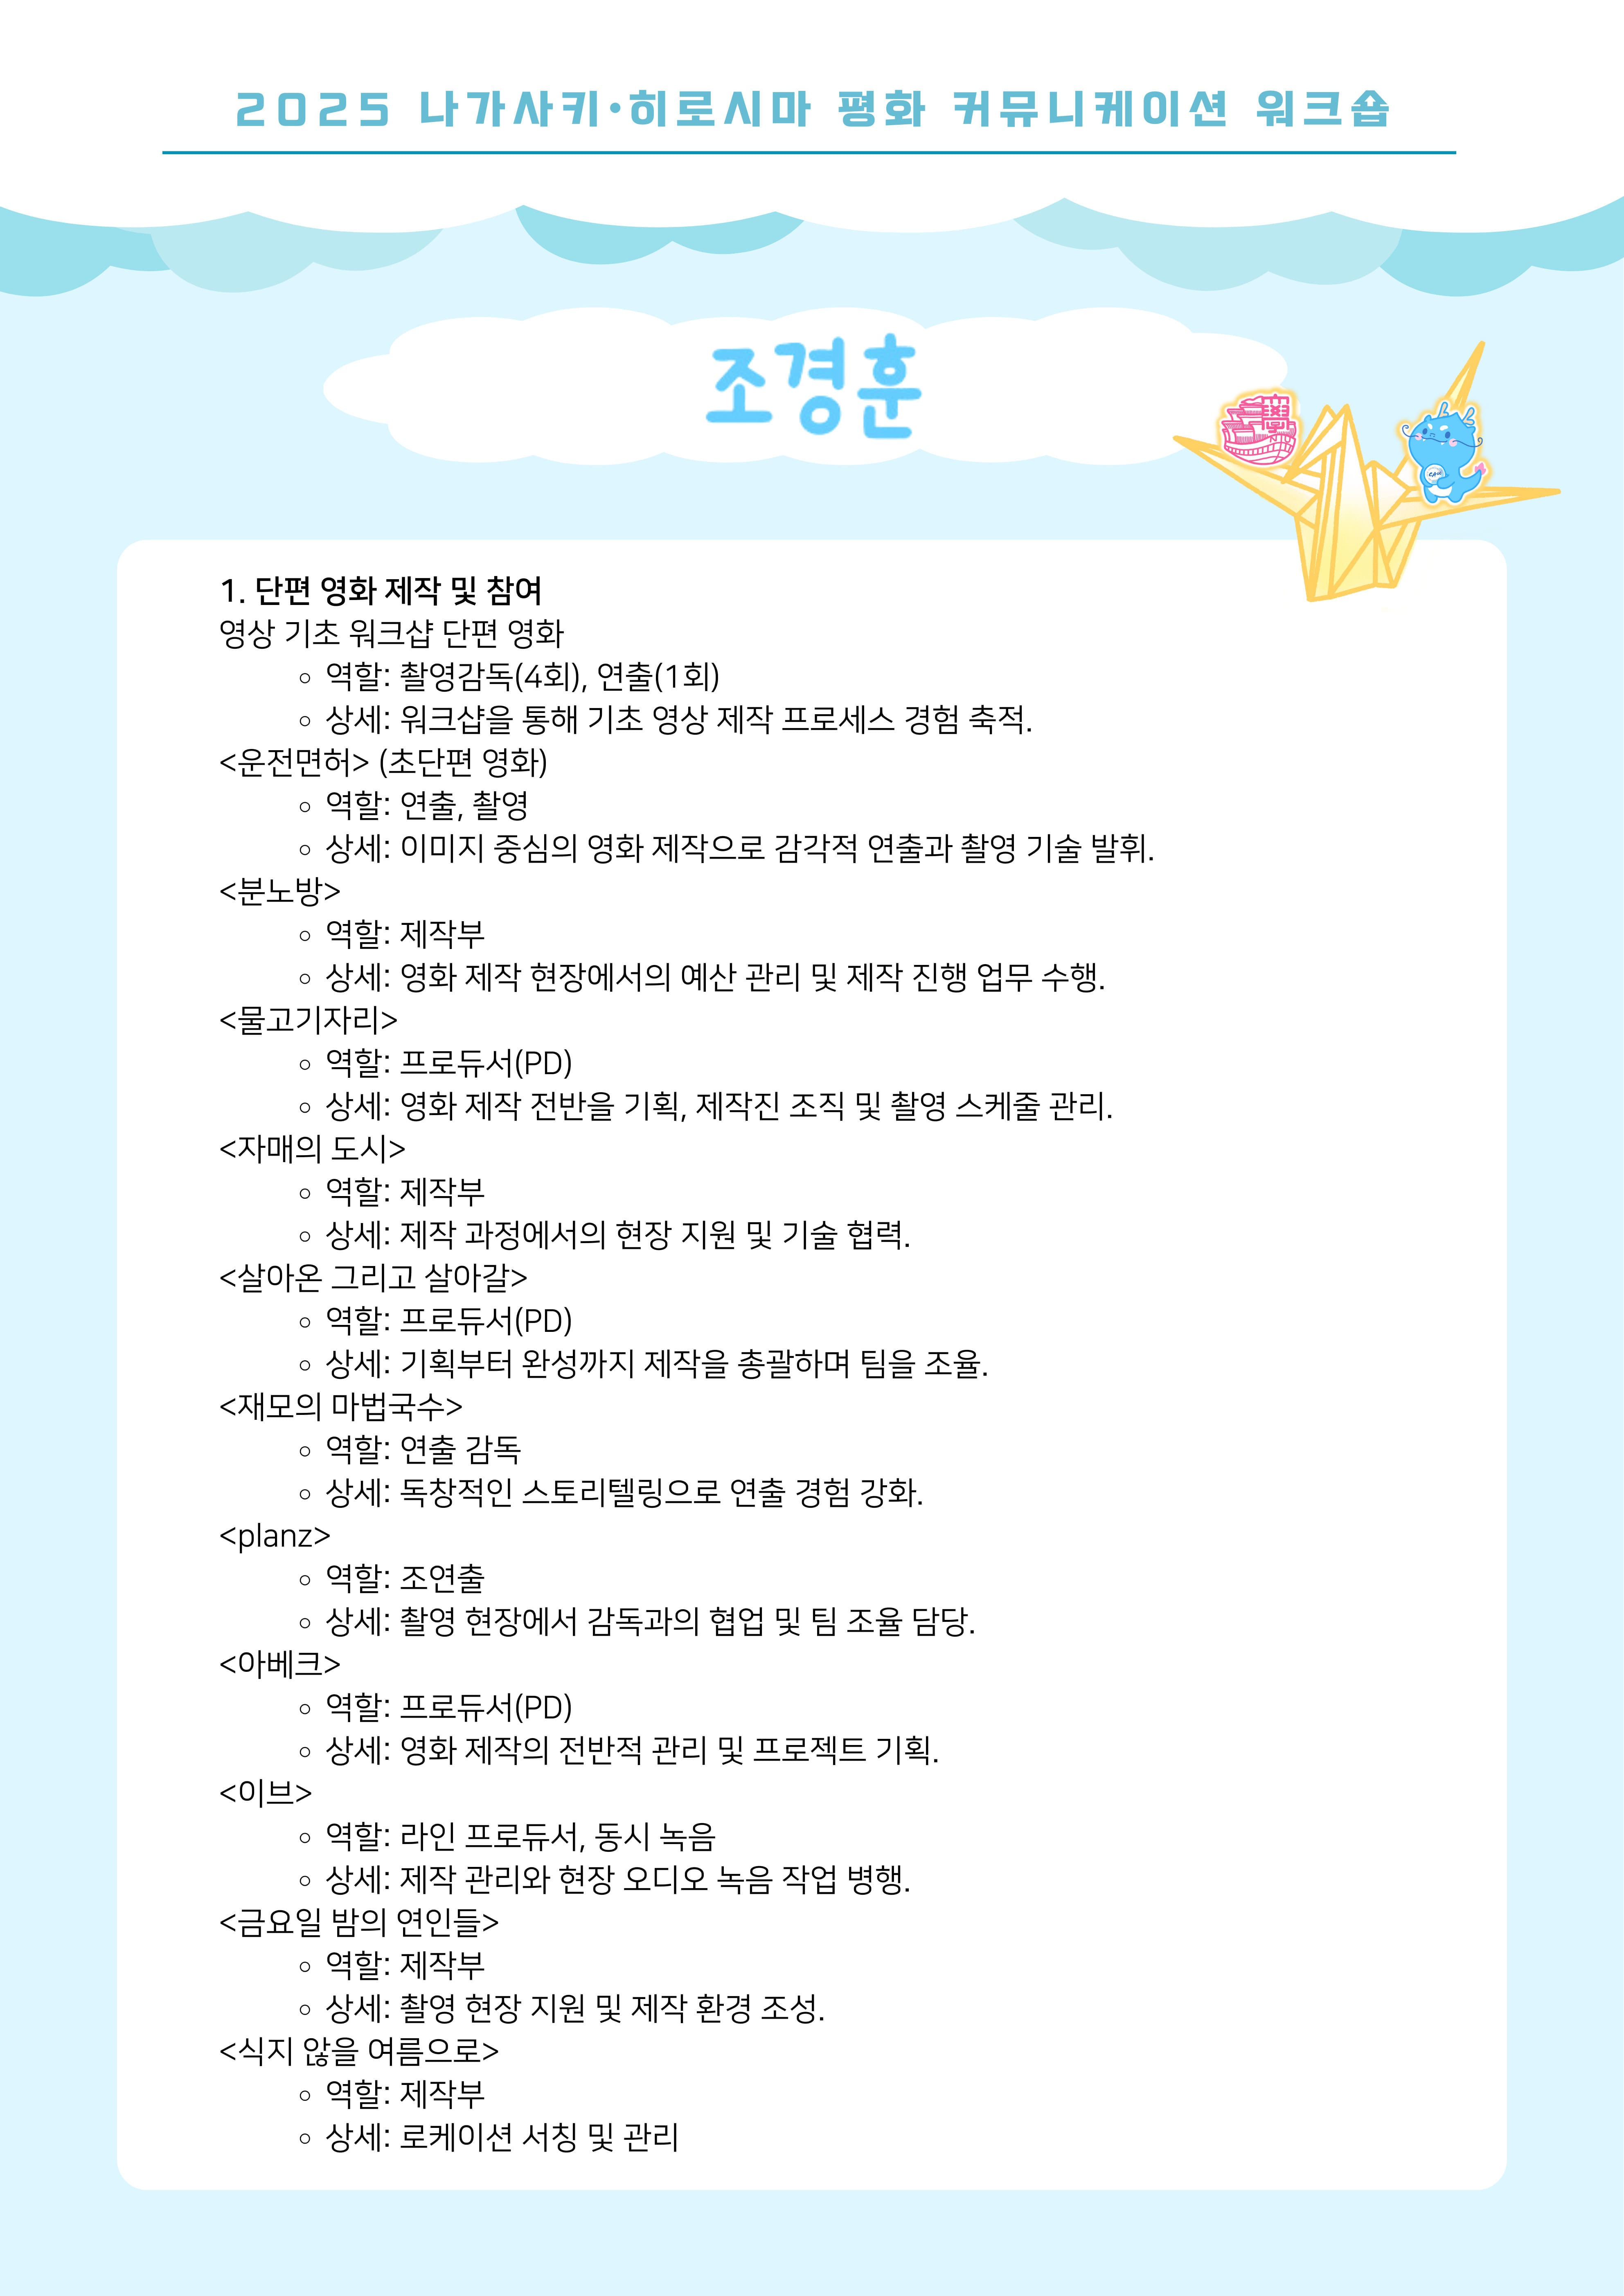 2025 나가사키·히로시마 평화 커뮤니케이션 워크숍
조경훈
1. 단편 영화 제작 및 참여
영상 기초 워크샵 단편 영화
○ 역할: 촬영감독(4회), 연출(1회)
○ 상세: 워크샵을 통해 기초 영상 제작 프로세스 경험 축적.
<운전면허> (초단편 영화)
○ 역할: 연출, 촬영
○ 상세: 이미지 중심의 영화 제작으로 감각적 연출과 촬영 기술 발휘.
<분노방>
○ 역할: 제작부
○ 상세: 영화 제작 현장에서의 예산 관리 및 제작 진행 업무 수행.
<물고기자리>
○ 역할: 프로듀서(PD)
○ 상세: 영화 제작 전반을 기획, 제작진 조직 및 촬영 스케줄 관리.
<자매의 도시>
○ 역할: 제작부
○ 상세: 제작 과정에서의 현장 지원 및 기술 협력.
<살아온 그리고 살아갈>
○ 역할: 프로듀서(PD)
○ 상세: 기획부터 완성까지 제작을 총괄하며 팀을 조율.
<재모의 마법국수>
○ 역할: 연출 감독
○ 상세: 독창적인 스토리텔링으로 연출 경험 강화.
<planz>
○ 역할: 조연출
○ 상세: 촬영 현장에서 감독과의 협업 및 팀 조율 담당.
<아베크>
○ 역할: 프로듀서(PD)
○ 상세: 영화 제작의 전반적 관리 및 프로젝트 기획.
<이브>
○ 역할: 라인 프로듀서, 동시 녹음
○ 상세: 제작 관리와 현장 오디오 녹음 작업 병행.
<금요일 밤의 연인들>
○ 역할: 제작부
○ 상세: 촬영 현장 지원 및 제작 환경 조성.
<식지 않을 여름으로>
○ 역할: 제작부
○ 상세: 로케이션 서칭 및 관리